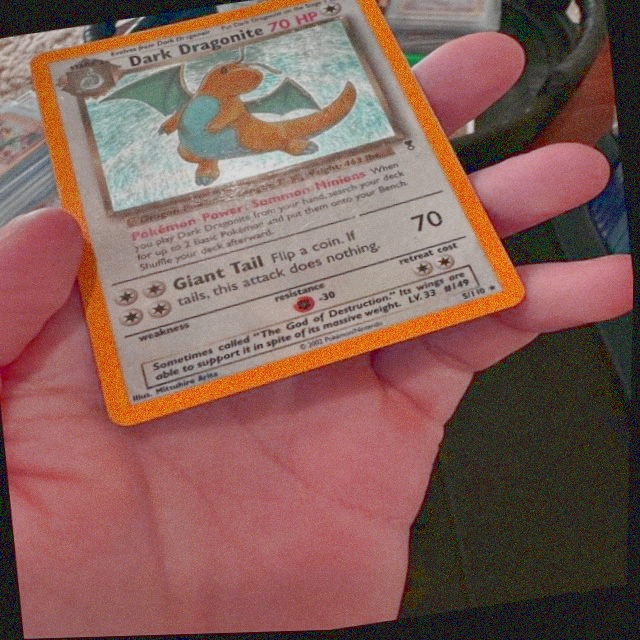 Evolves from Dark Dragonair
Dark Dragonite 70 HP
Pokémon Power: Summon Minions When
you play Dark Dragonite from your hand, search your deck
for up to 2 Basic Pokémon and put them onto your Bench.
Shuffle your deck afterward.
Giant Tail Flip a coin. If
tails, this attack does nothing.
70
weakness
resistance
-30
retreat cost
Sometimes called "The God of Destruction." Its wings are
able to support it in spite of its massive weight. LV. 33 #149
Illus. Mitsuhiro Arita
© 2002 Pokémon/Nintendo
5/110